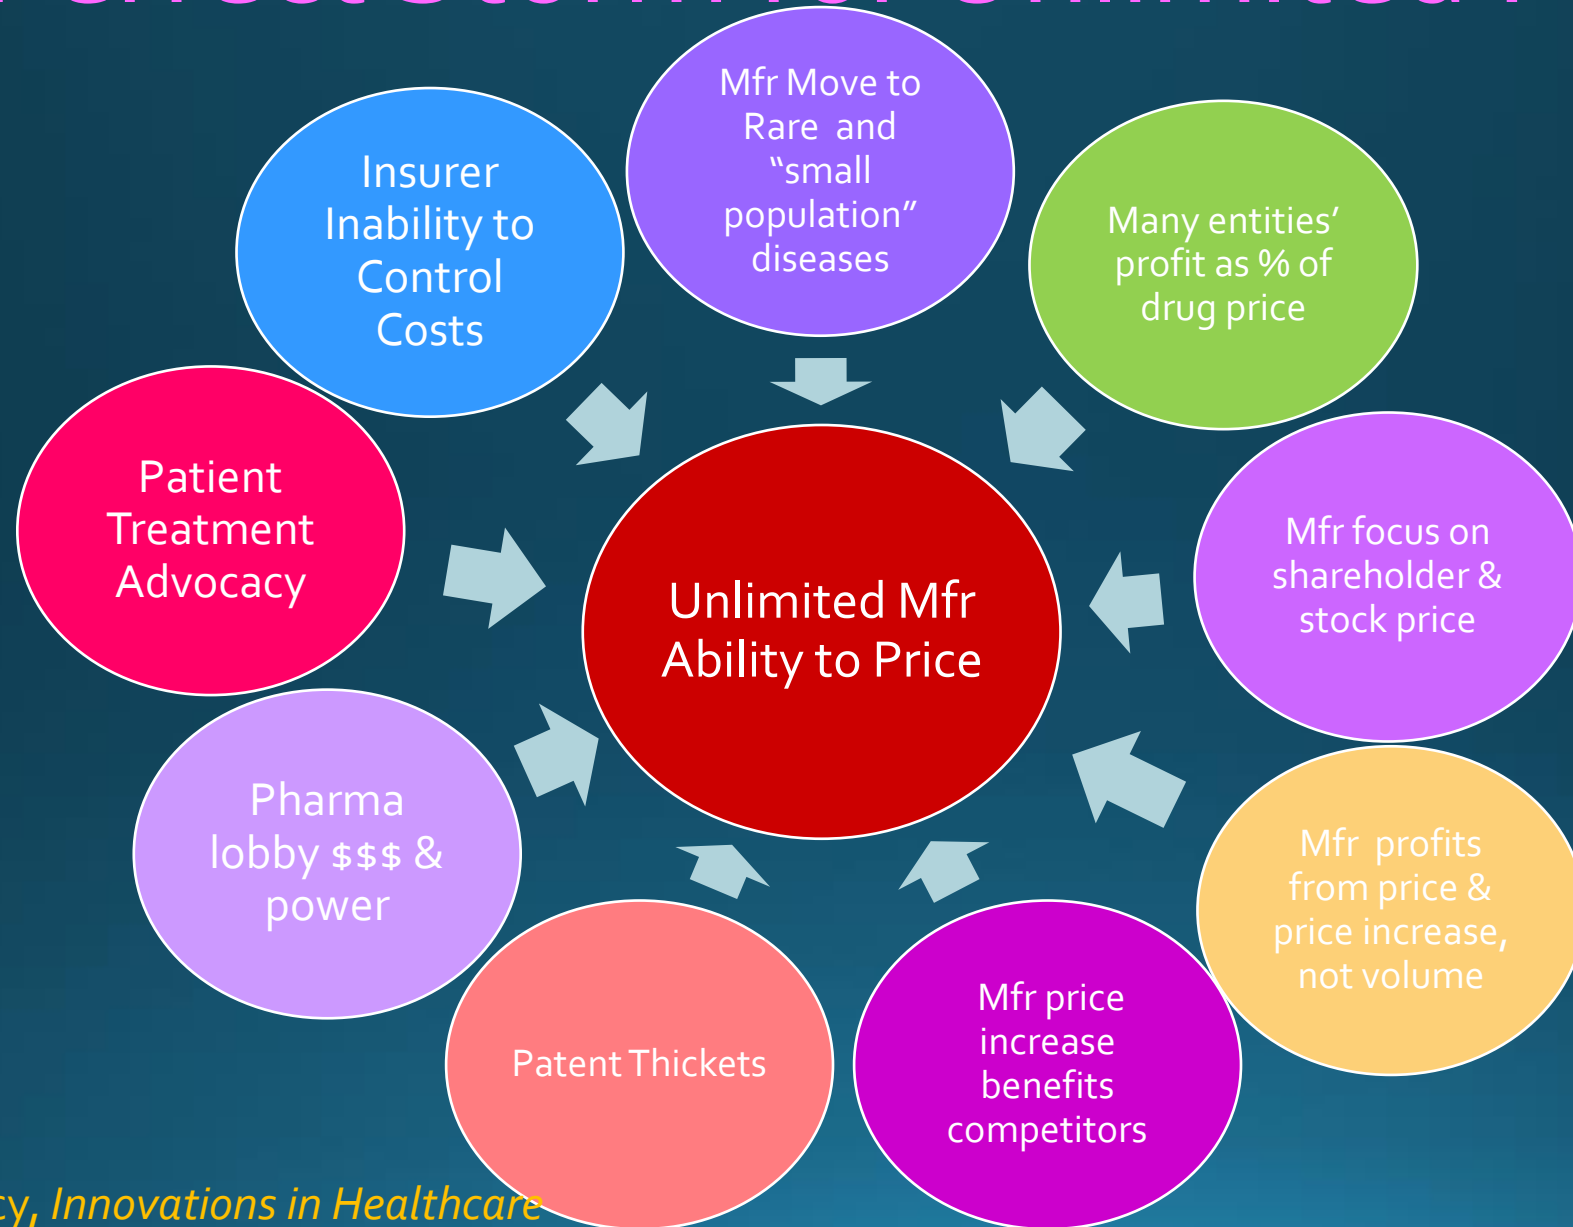 Mfr Move to
Rare and
“small
population”
diseases
Insurer
Inability to
Control
Costs
Many entities’
profit as % of
drug price
Patient
Treatment
Advocacy
Unlimited Mfr
Ability to Price
Mfr focus on
shareholder &
stock price
Pharma
lobby $$$ &
power
Mfr profits
from price &
price increase,
not volume
Patent Thickets
Mfr price
increase
benefits
competitors
cy, Innovations in Healthcare